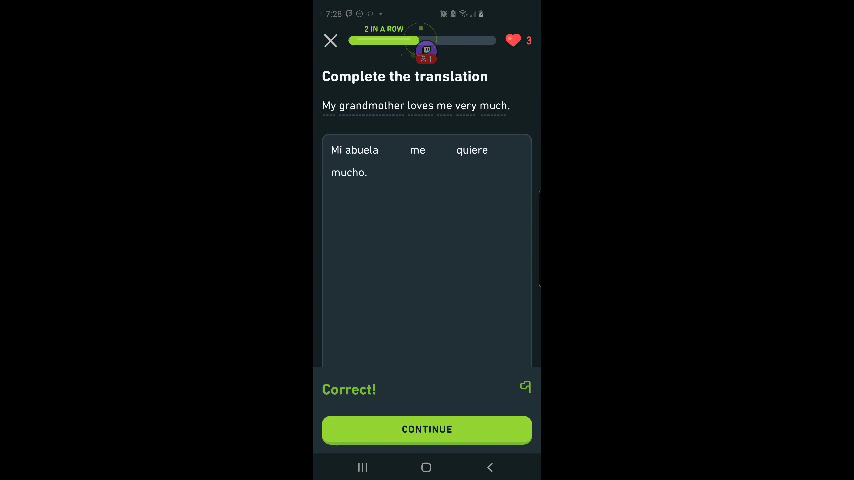 7:28
2 IN A ROW
3
Complete the translation
My grandmother loves me very much.
Mi abuela me quiere
mucho.
Correct!
CONTINUE